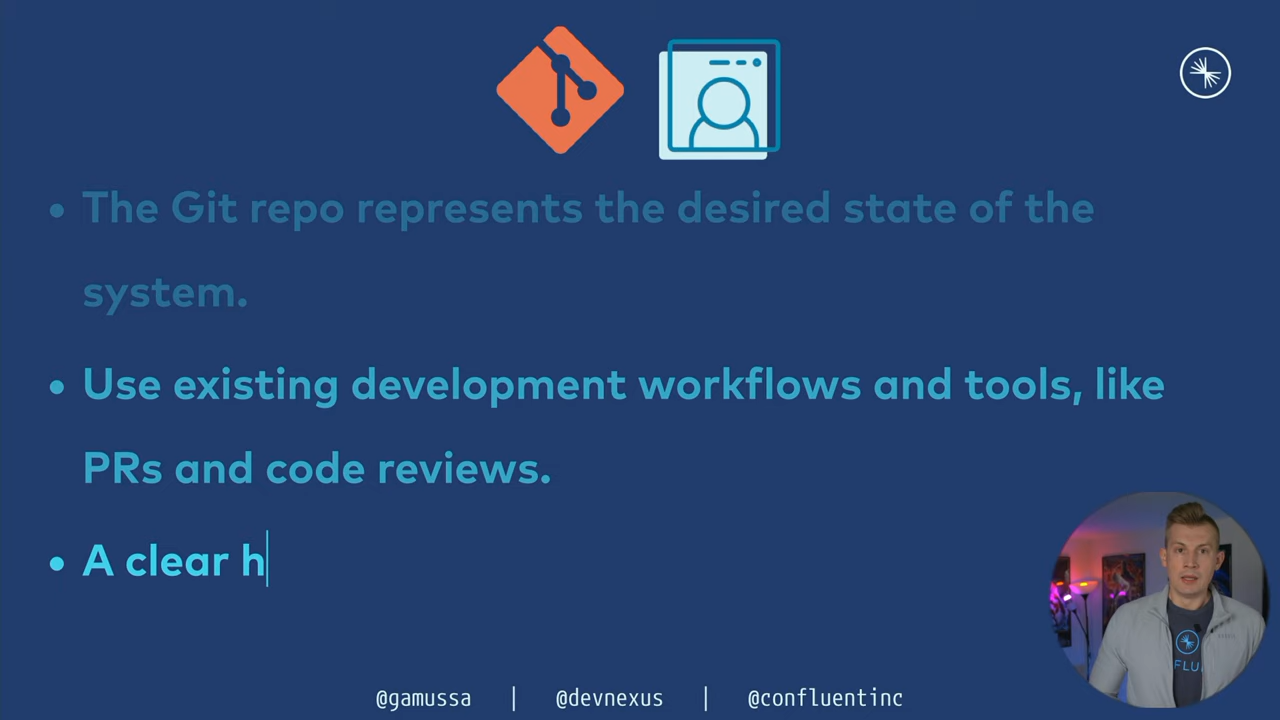 • The Git repo represents the desired state of the
system.
• Use existing development workflows and tools, like
PRs and code reviews.
• A clear h
FLU
@gamussa | @devnexus | @confluentinc